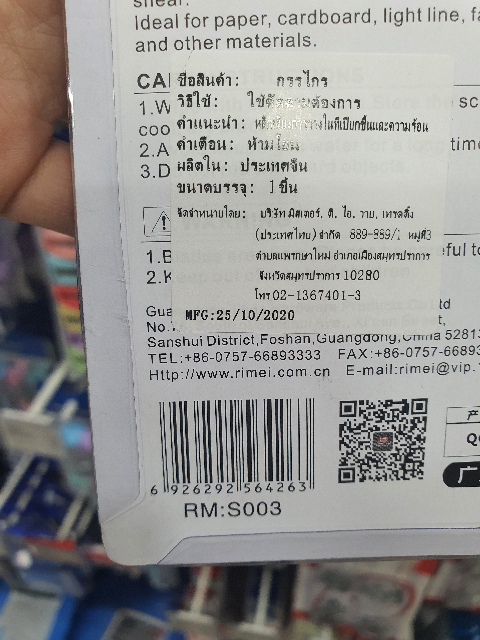 shear.
Ideal for paper, cardboard, light line, fa
and other materials.
CA
ชื่อสินค้า: กรรไกร
1.W
วิธีใช้: ใช้ตัดตามต้องการ
the sc
coo
คำแนะนำ: ในที่เปียกชื้นและความร้อน
2.A
คำเตือน: ห้ามโยน
time
3.D
ผลิตใน: ประเทศจีน
ขนาดบรรจุ: 1ชิ้น
จัดจำหน่ายโดย: บริษัท มิสเตอร์. ดี. ไอ. วาย. เทรดดิ้ง
(ประเทศไทย) จำกัด 889-889/1 หมู่ที่3
1.B
ตำบลแพรกษาใหม่ อำเภอเมืองสมุทรปราการ
eful to
2.K
จังหวัดสมุทรปราการ 10280
โทร 02-1367401-3
MFG:25/10/2020
Gua
Ltd
No.
Sanshui District,Foshan,Guangdong,China 52813
TEL:+86-0757-66893333 FAX:+86-0757-6689
Http://www.rimei.com.cn E-mail:rimei@vip.
6 926292 564263
RM:S003
产
Q
广